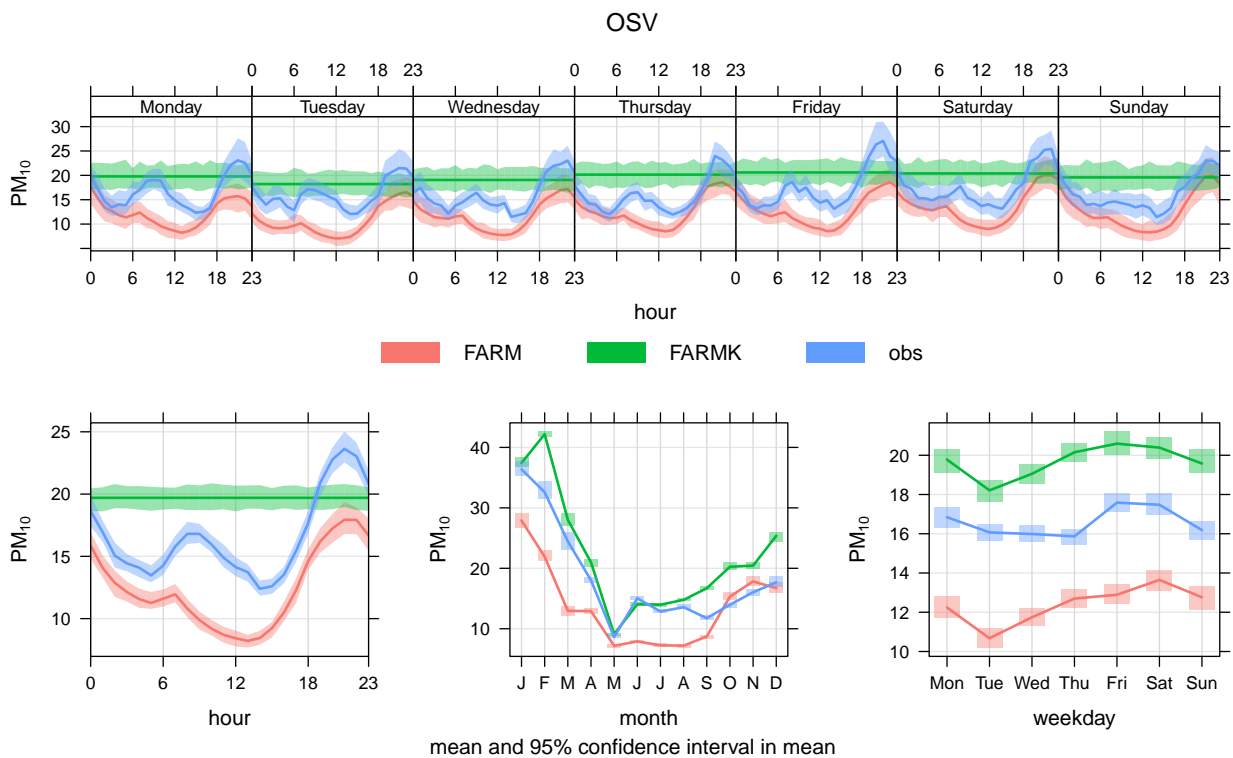 OSV
0 6 12 18 23 0 6 12 18 23 0 6 12 18 23
Monday Tuesday Wednesday Thursday Friday Saturday Sunday
PM10
30
25
20
15
10
0 6 12 18 23 0 6 12 18 23 0 6 12 18 23 0 6 12 18 23
hour
FARM FARMK obs
PM10
25
20
15
10
0 6 12 18 23
hour
PM10
40
30
20
10
J F M A M J J A S O N D
month
PM10
20
18
16
14
12
10
Mon Tue Wed Thu Fri Sat Sun
weekday
mean and 95% confidence interval in mean